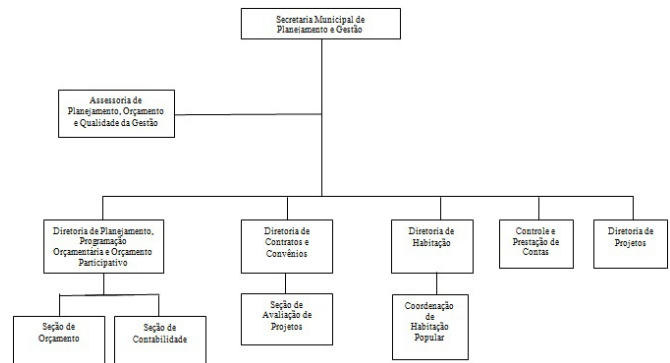 Secretaria Municipal de
Planejamento e Gestão
Assessoria de
Planejamento, Orçamento
e Qualidade da Gestão
Diretoria de Planejamento,
Programação
Orçamentária e Orçamento
Participativo
Diretoria de
Contratos e
Convênios
Diretoria de
Habitação
Controle e
Prestação de
Contas
Diretoria de
Projetos
Seção de
Orçamento
Seção de
Contabilidade
Seção de
Avaliação de
Projetos
Coordenação
de
Habitação
Popular